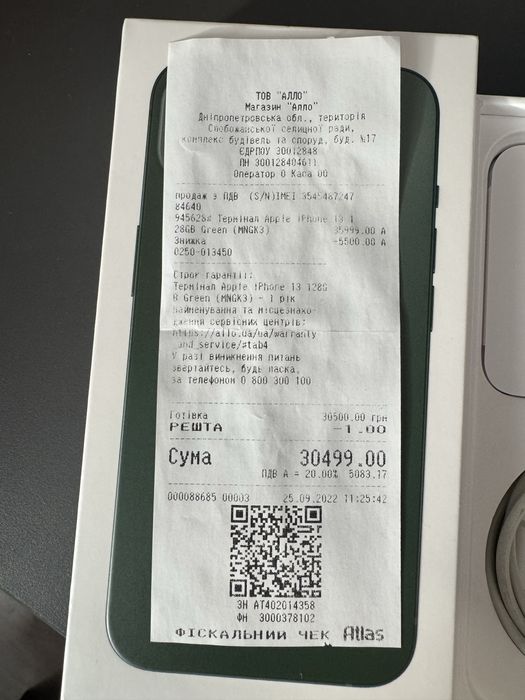 ТОВ "АЛЛО"
Магазин "Алло"
Дніпропетровська обл., територія
Слобожанської селищної ради,
комплекс будівель та споруд, буд. №17
ЄДРПОУ 30012848
ПН 300128404611
Оператор 0 Каса 00
продаж з ПДВ (S/N)IMEI 3545487247
84640
945628# Термінал Apple iPhone 13 1
28GB Green (MNGK3) 35999.00 А
Знижка -5500.00 А
0250-013450
Строк гарантії:
Термінал Apple iPhone 13 128G
B Green (MNGK3) - 1 рік
найменування та місцезнахо-
дження сервісних центрів:
https://allo.ua/ua/warranty
_and_service/#tab4
У разі виникнення питань
звертайтесь, будь ласка,
за телефоном 0 800 300 100
Готівка 30500.00 грн
РЕШТА -1.00
Сума 30499.00
ПДВ А = 20.00% 5083.17
000088685 00003 25.09.2022 11:25:42
ЗН АТ402014358
ФН 3000378102
ФІСКАЛЬНИЙ ЧЕК Atlas